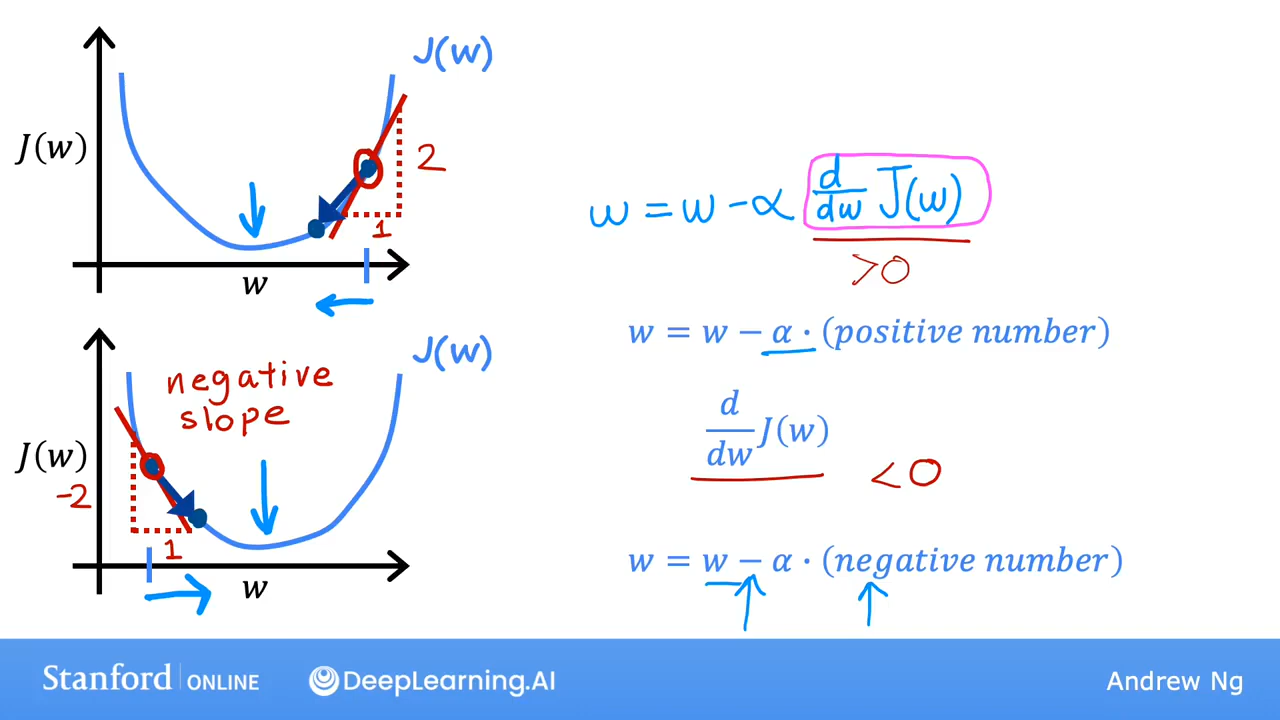 J(w)
J(w)
2
1
w
w = w − α d/dw J(w)
>0
w = w − α · (positive number)
J(w)
negative
slope
J(w)
-2
1
w
d/dw J(w)
<0
w = w − α · (negative number)
Stanford ONLINE
DeepLearning.AI
Andrew Ng